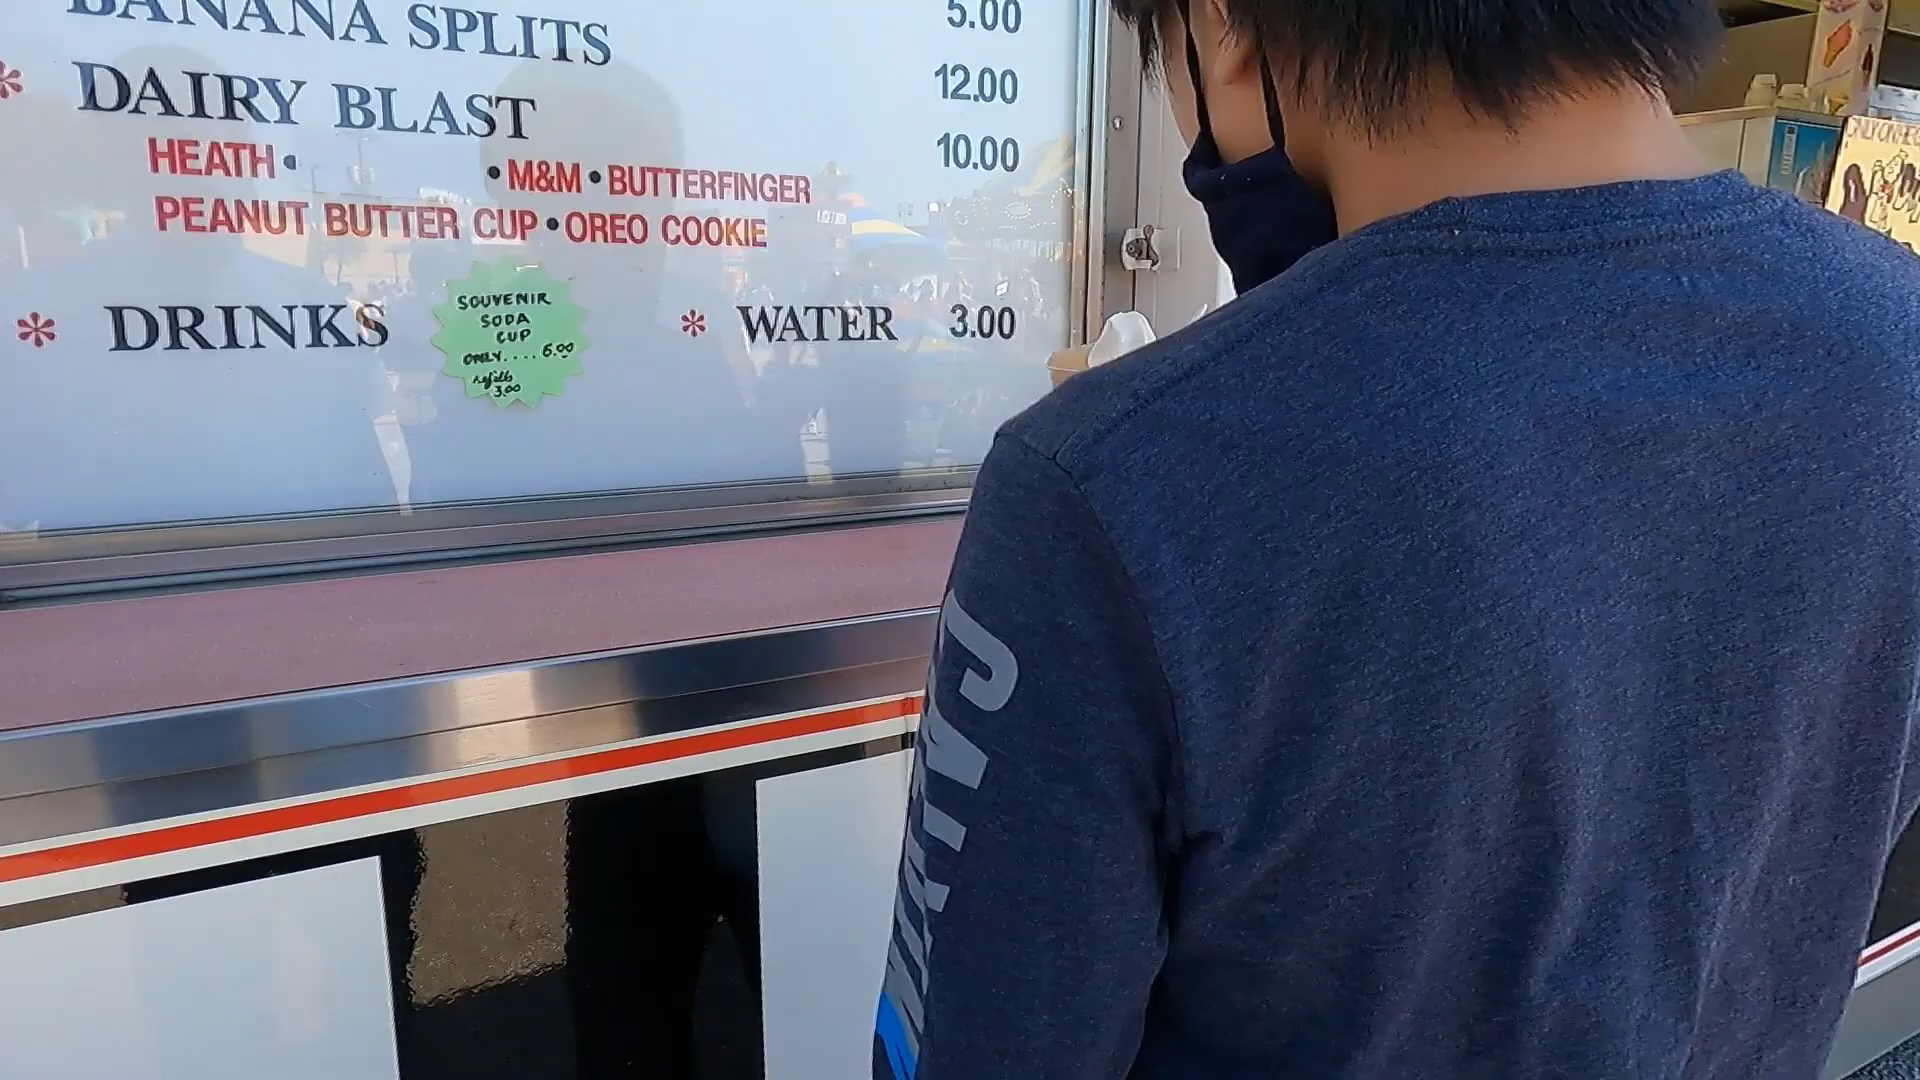 BANANA SPLITS 5.00
* DAIRY BLAST 12.00
HEATH • • M&M • BUTTERFINGER 10.00
PEANUT BUTTER CUP • OREO COOKIE
* DRINKS
SOUVENIR
SODA
CUP
ONLY.... 6.00
refills
3.00
* WATER 3.00